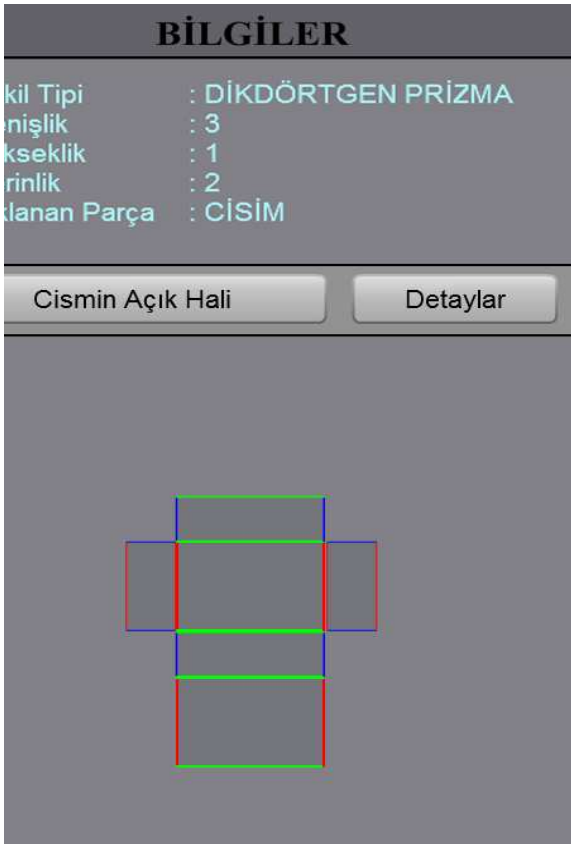 BİLGİLER
kil Tipi : DİKDÖRTGEN PRİZMA
enişlik : 3
kseklik : 1
rinlik : 2
klanan Parça : CİSİM
Cismin Açık Hali
Detaylar